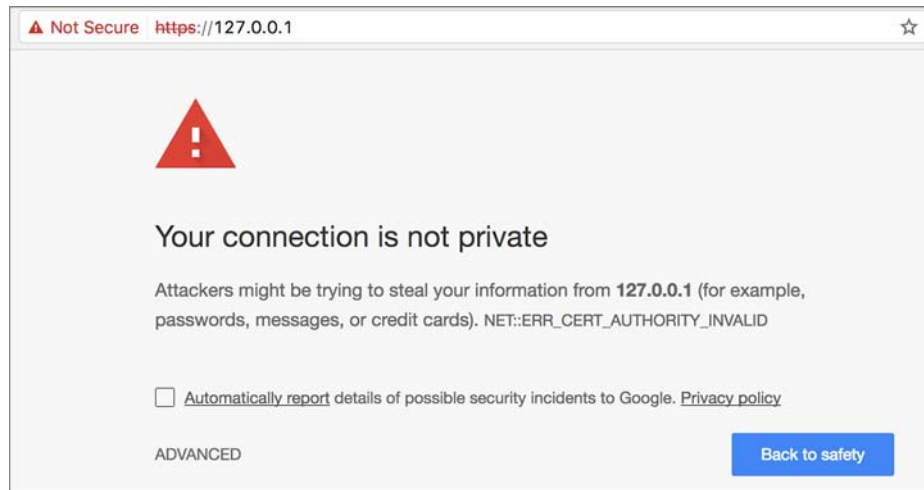 Not Secure https://127.0.0.1
Your connection is not private
Attackers might be trying to steal your information from 127.0.0.1 (for example,
passwords, messages, or credit cards). NET::ERR_CERT_AUTHORITY_INVALID
Automatically report details of possible security incidents to Google. Privacy policy
ADVANCED
Back to safety